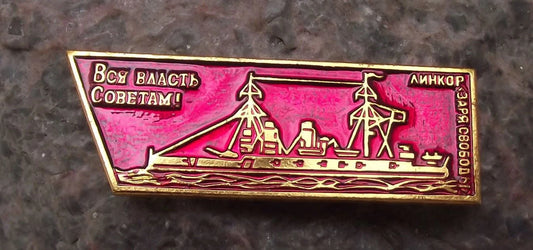 Вся власть
Советам!
линкор
"Заря свободы"